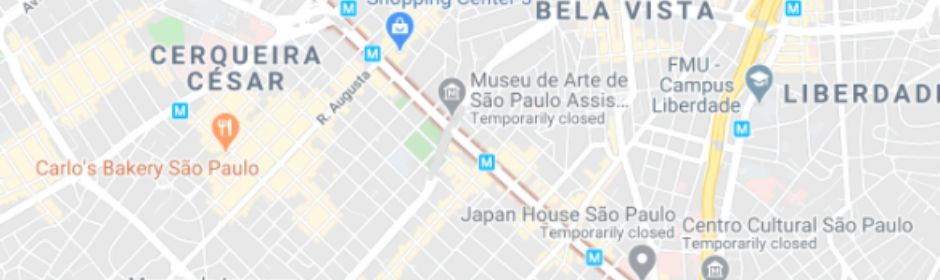 Shopping Center 3
BELA VISTA
CERQUEIRA
CÉSAR
R. Augusta
Museu de Arte de
São Paulo Assis...
Temporarily closed
FMU -
Campus
Liberdade
LIBERDAD
Carlo's Bakery São Paulo
Japan House São Paulo
Temporarily closed
Centro Cultural São Paulo
Temporarily closed